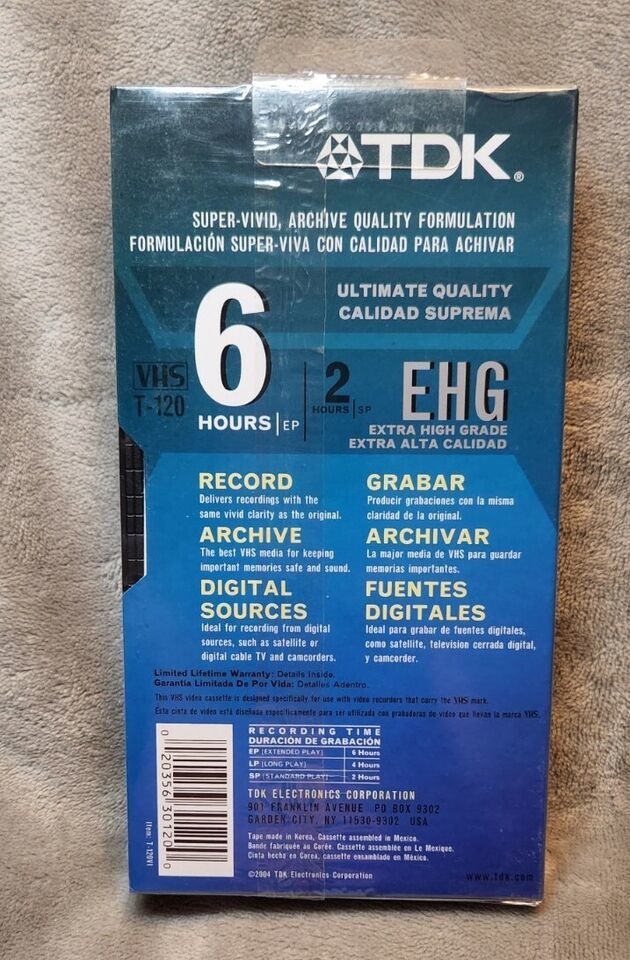 TDK®
SUPER-VIVID, ARCHIVE QUALITY FORMULATION
FORMULACIÓN SUPER-VIVA CON CALIDAD PARA ACHIVAR
ULTIMATE QUALITY
CALIDAD SUPREMA
VHS
T-120
6
HOURS | EP
2
HOURS | SP
EHG
EXTRA HIGH GRADE
EXTRA ALTA CALIDAD
RECORD
Delivers recordings with the
same vivid clarity as the original.
ARCHIVE
The best VHS media for keeping
important memories safe and sound.
DIGITAL
SOURCES
Ideal for recording from digital
sources, such as satellite or
digital cable TV and camcorders.
GRABAR
Producir grabaciones con la misma
claridad de la original.
ARCHIVAR
La major media de VHS para guardar
memorias importantes.
FUENTES
DIGITALES
Ideal para grabar de fuentes digitales,
como satellite, television cerrada digital,
y camcorder.
Limited Lifetime Warranty: Details Inside.
Garantia Limitada De Por Vida: Detalles Adentro.
This VHS video cassette is designed specifically for use with video recorders that carry the VHS mark.
Esta cinta de video está diseñada específicamente para ser utilizada con grabadoras de video que llevan la marca VHS.
RECORDING TIME
DURACIÓN DE GRABACIÓN
EP (EXTENDED PLAY) 6 Hours
LP (LONG PLAY) 4 Hours
SP (STANDARD PLAY) 2 Hours
TDK ELECTRONICS CORPORATION
901 FRANKLIN AVENUE PO BOX 9302
GARDEN CITY, NY 11530-9302 USA
Tape made in Korea, Cassette assembled in Mexico.
Bande fabriquée au Corée. Cassette assemblée en Le Mexique.
Cinta hecho en Corea, cassette ensamblado en México.
©2004 TDK Electronics Corporation
www.tdk.com
0 20356 30120 0
Item: T-120VI